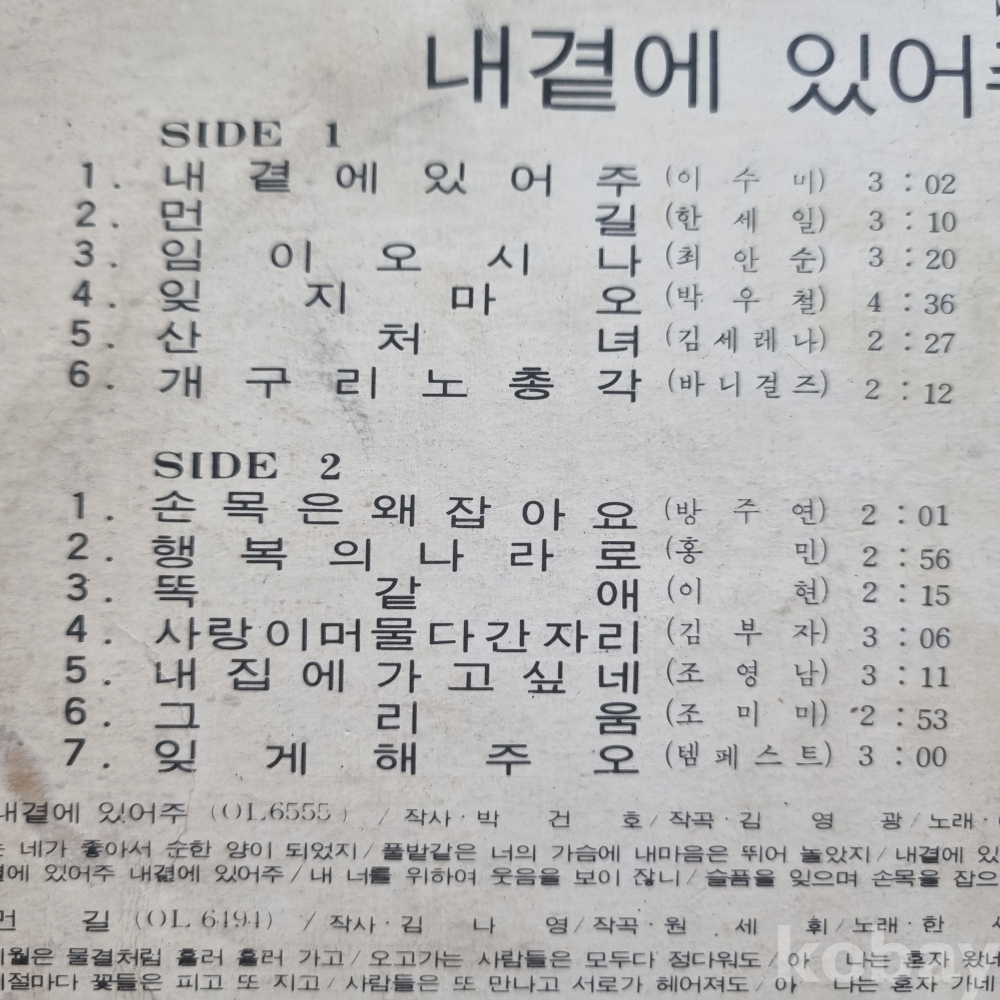 내곁에 있어
SIDE 1
1. 내곁에있어주 (이수미) 3:02
2. 먼길 (한세일) 3:10
3. 임이오시나 (최안순) 3:20
4. 잊지마오 (박우철) 4:36
5. 산처녀 (김세레나) 2:27
6. 개구리노총각 (바니걸즈) 2:12
SIDE 2
1. 손목은왜잡아요 (방주연) 2:01
2. 행복의나라로 (홍민) 2:56
3. 똑같애 (이현) 2:15
4. 사랑이머물다간자리 (김부자) 3:06
5. 내집에가고싶네 (조영남) 3:11
6. 그리움 (조미미) 2:53
7. 잊게해주오 (템페스트) 3:00
내곁에 있어주 (OL6555) / 작사·박건호/작곡·김영광/노래·
네가 좋아서 순한 양이 되었지/풀밭같은 너의 가슴에 내마음은 뛰어 놀았지/내곁에 있
곁에 있어주 내곁에있어주/내 너를 위하여 웃음을 보이 잖니/슬픔을 잊으며 손목을 잡으
먼길 (OL6494) /작사·김나영/작곡·원세휘/노래·한세
세월은 물결처럼 흘러 흘러 가고/오고가는 사람들은 모두다 정다워도/아 나는 혼자 왔네
계절마다 꽃들은 피고 또 지고/사람들은 또 만나고 서로가 헤어져도/아 나는 혼자 가네
kobay